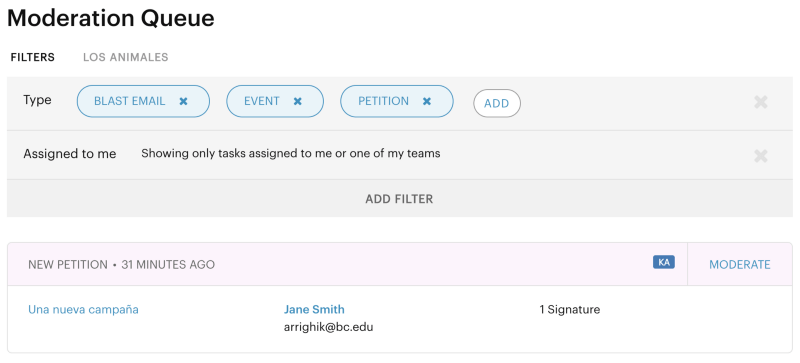 Moderation Queue
FILTERS LOS ANIMALES
Type BLAST EMAIL ✖ EVENT ✖ PETITION ✖ ADD ✖
Assigned to me Showing only tasks assigned to me or one of my teams ✖
ADD FILTER
NEW PETITION • 31 MINUTES AGO KA MODERATE
Una nueva campaña Jane Smith 1 Signature
arrighik@bc.edu